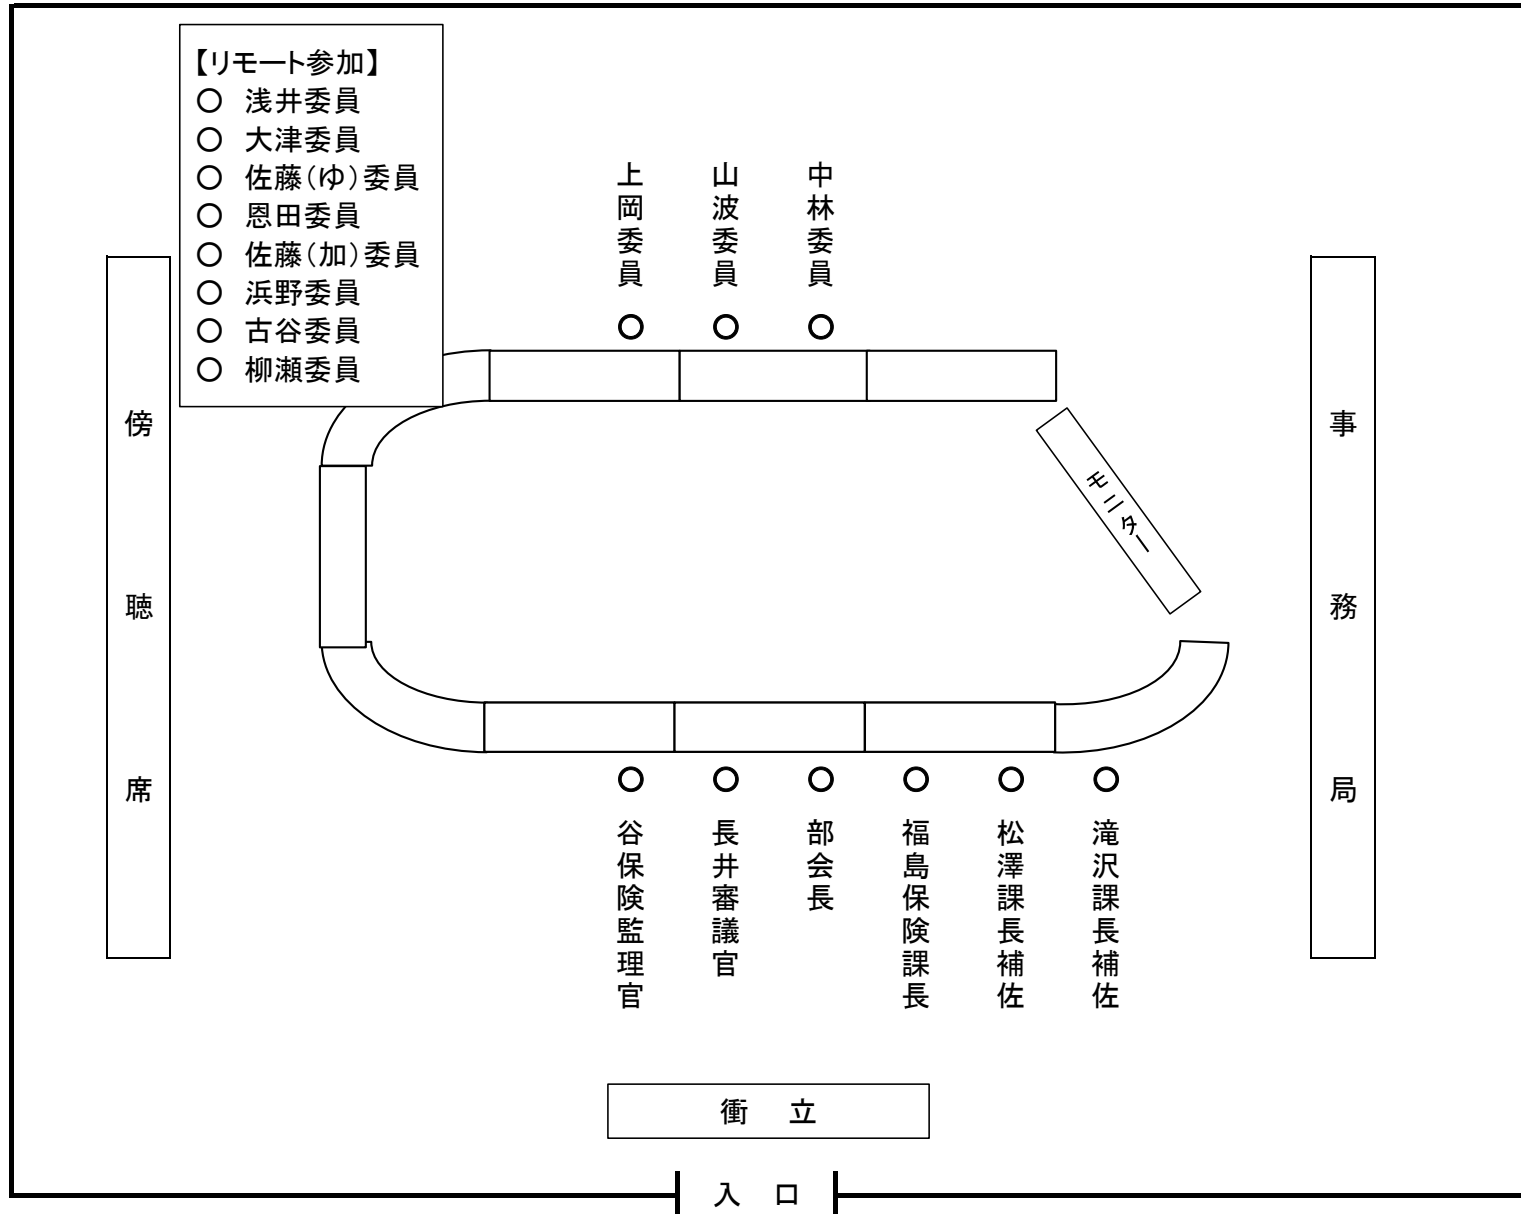 【リモート参加】
○ 浅井委員
○ 大津委員
○ 佐藤(ゆ)委員
○ 恩田委員
○ 佐藤(加)委員
○ 浜野委員
○ 古谷委員
○ 柳瀬委員
上岡委員
山波委員
中林委員
傍聴席
モニター
事務局
谷保険監理官
長井審議官
部会長
福島保険課長
松澤課長補佐
滝沢課長補佐
衝 立
入 口